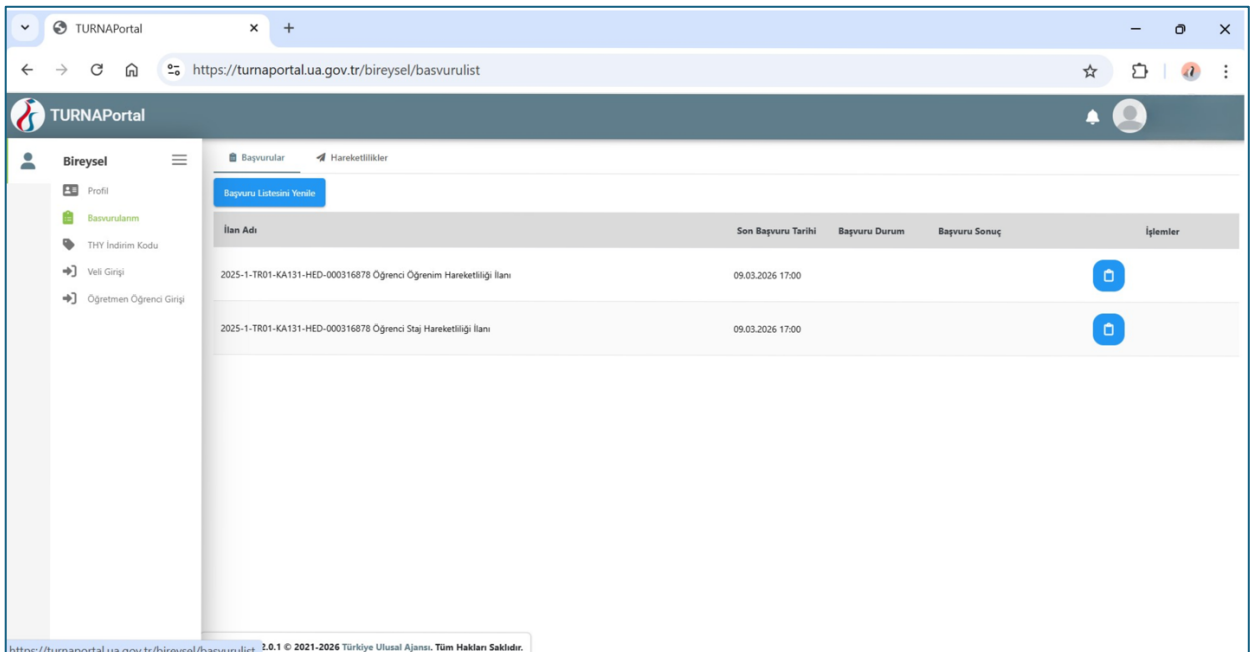 TURNAPortal
https://turnaportal.ua.gov.tr/bireysel/basvurulist
TURNAPortal
Bireysel
Profil
Basvurularım
THY İndirim Kodu
Veli Girişi
Öğretmen Öğrenci Girişi
Başvurular Hareketlilikler
Başvuru Listesini Yenile
İlan Adı Son Başvuru Tarihi Başvuru Durum Başvuru Sonuç İşlemler
2025-1-TR01-KA131-HED-000316878 Öğrenci Öğrenim Hareketliliği İlanı 09.03.2026 17:00
2025-1-TR01-KA131-HED-000316878 Öğrenci Staj Hareketliliği İlanı 09.03.2026 17:00
2.0.1 © 2021-2026 Türkiye Ulusal Ajansı. Tüm Hakları Saklıdır.
https://turnaportal.ua.gov.tr/bireysel/basvurulist